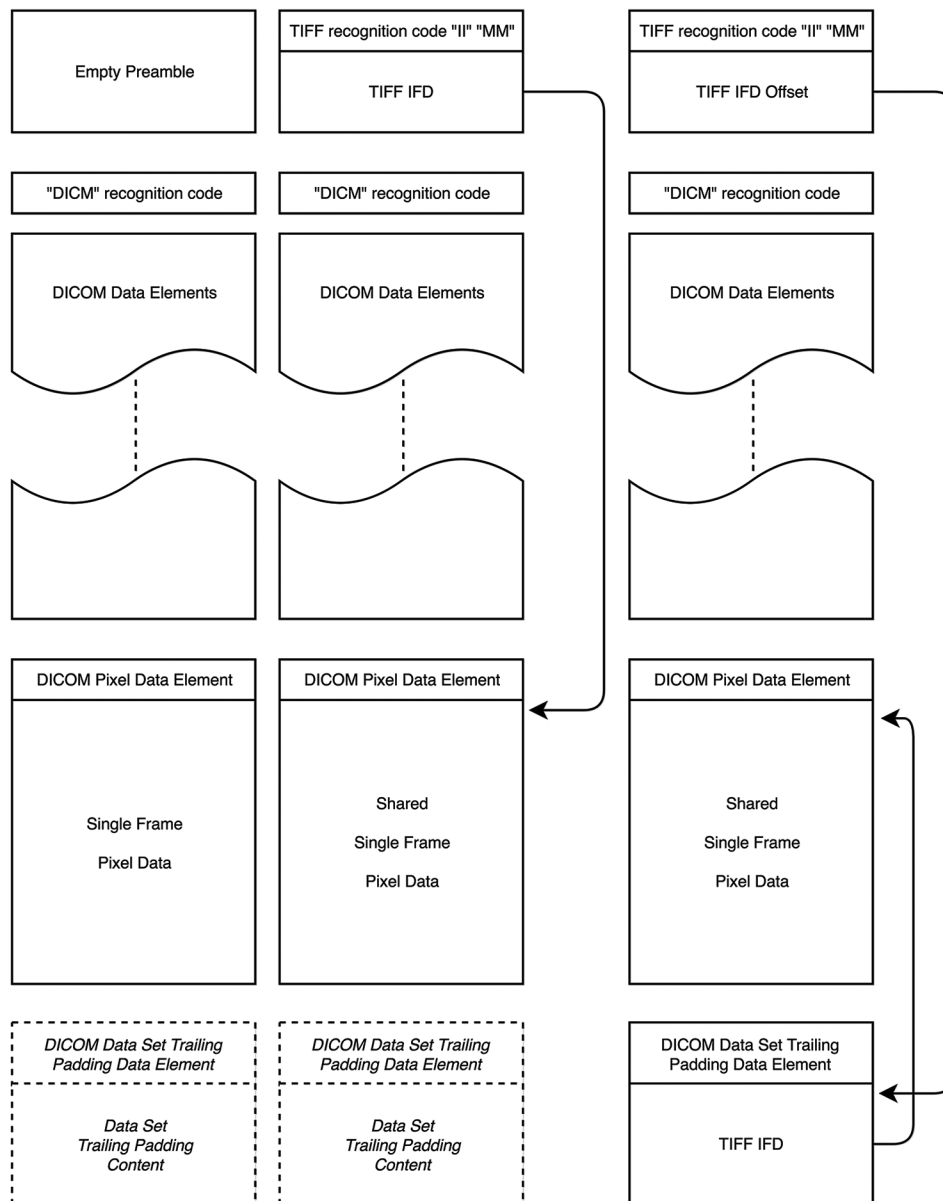 Empty Preamble
TIFF recognition code "II" "MM"
TIFF IFD
TIFF recognition code "II" "MM"
TIFF IFD Offset
"DICM" recognition code
"DICM" recognition code
"DICM" recognition code
DICOM Data Elements
DICOM Data Elements
DICOM Data Elements
DICOM Pixel Data Element
Single Frame
Pixel Data
DICOM Pixel Data Element
Shared
Single Frame
Pixel Data
DICOM Pixel Data Element
Shared
Single Frame
Pixel Data
DICOM Data Set Trailing
Padding Data Element
Data Set
Trailing Padding
Content
DICOM Data Set Trailing
Padding Data Element
Data Set
Trailing Padding
Content
DICOM Data Set Trailing
Padding Data Element
TIFF IFD